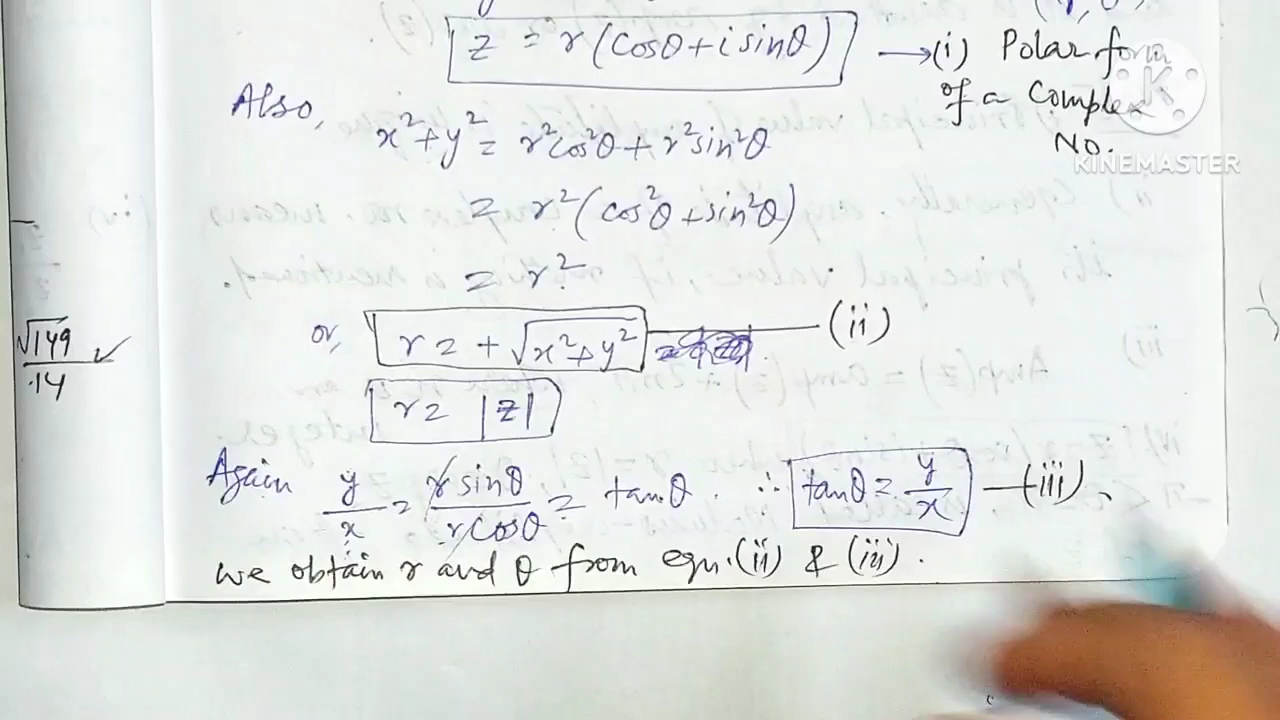 z = r(cosθ+i sinθ) →(i) Polar form
of a Complex
No.
KINEMASTER
Also,
x²+y² = r²cos²θ + r²sin²θ
= r²(cos²θ+sin²θ)
= r²
or, r = + √x²+y² (ii)
√149
14
r = |z|
Again y/x = r sinθ/r cosθ = tanθ. ∴ tanθ = y/x —(iii),
we obtain r and θ from eqn.(ii) & (iii).